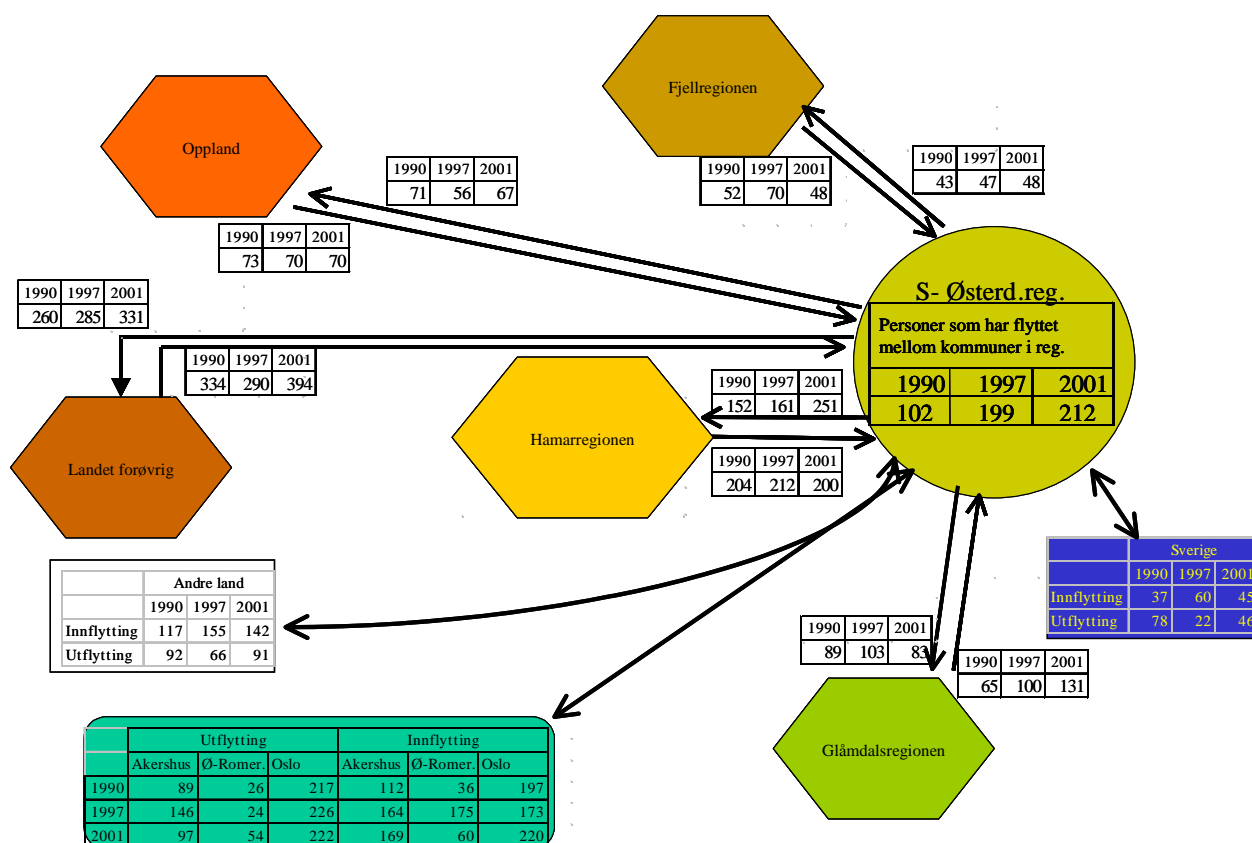 Fjellregionen
Oppland
1990 1997 2001
71 56 67
1990 1997 2001
52 70 48
1990 1997 2001
43 47 48
1990 1997 2001
73 70 70
1990 1997 2001
260 285 331
1990 1997 2001
334 290 394
S- Østerd.reg.
Personer som har flyttet
mellom kommuner i reg.
1990 1997 2001
102 199 212
Landet forøvrig
Hamarregionen
1990 1997 2001
152 161 251
1990 1997 2001
204 212 200
Sverige
1990 1997 2001
Innflytting 37 60 45
Utflytting 78 22 46
Andre land
1990 1997 2001
Innflytting 117 155 142
Utflytting 92 66 91
1990 1997 2001
89 103 83
1990 1997 2001
65 100 131
Glåmdalsregionen
Utflytting Innflytting
Akershus Ø-Romer. Oslo Akershus Ø-Romer. Oslo
1990 89 26 217 112 36 197
1997 146 24 226 164 175 173
2001 97 54 222 169 60 220